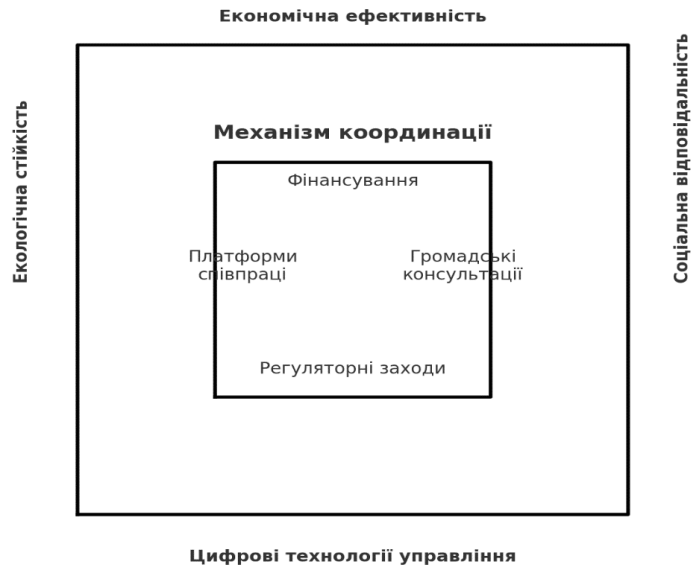 Економічна ефективність
Екологічна стійкість
Соціальна відповідальність
Механізм координації
Фінансування
Платформи
співпраці
Громадські
консультації
Регуляторні заходи
Цифрові технології управління